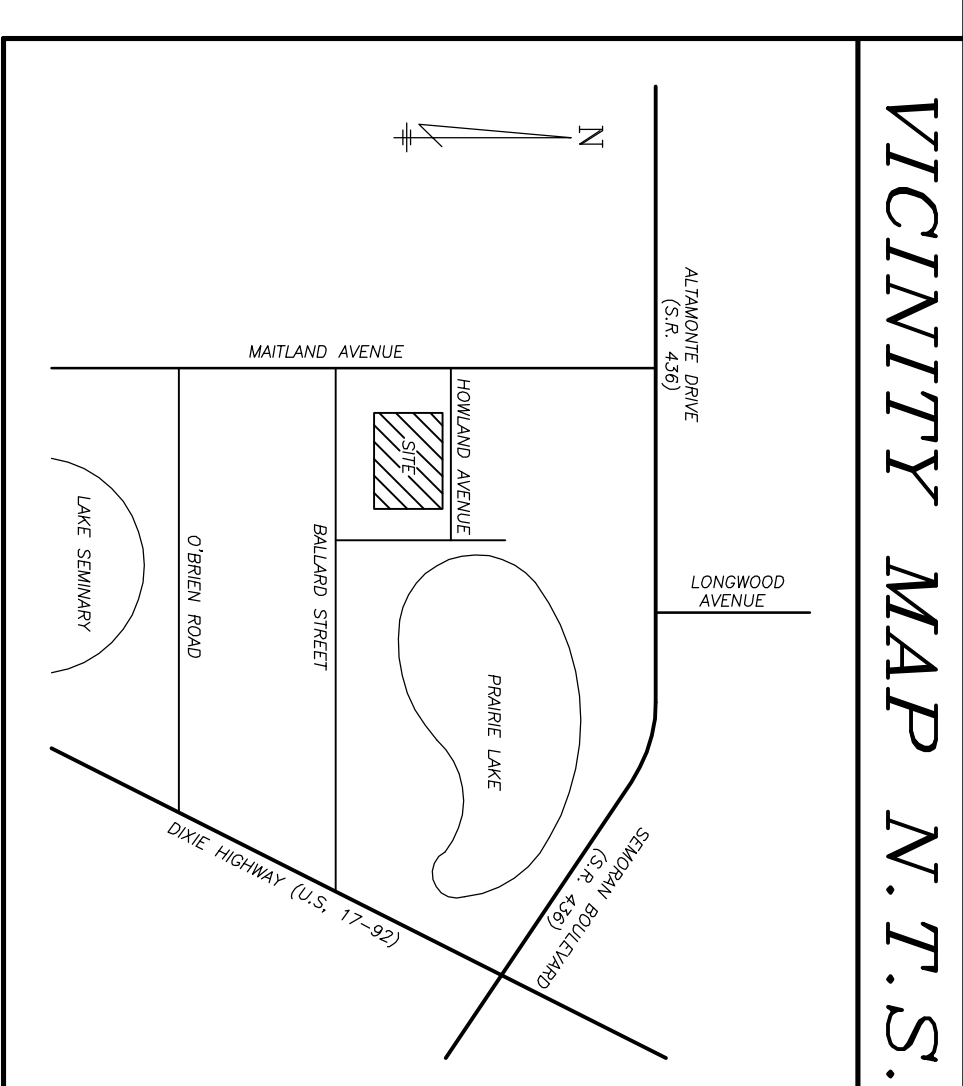 VICINITY MAP N.T.S.
N
ALTAMONTE DRIVE
(S.R. 436)
LONGWOOD
AVENUE
MAITLAND AVENUE
HOWLAND AVENUE
SITE
PRAIRIE LAKE
SEMORAN BOULEVARD
(S.R. 436)
BALLARD STREET
O'BRIEN ROAD
LAKE SEMINARY
DIXIE HIGHWAY (U.S, 17-92)